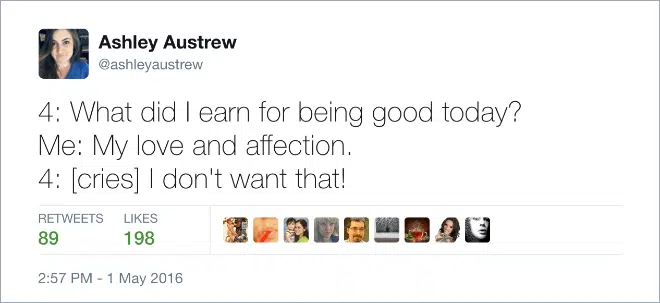 Ashley Austrew
@ashleyaustrew
4: What did I earn for being good today?
Me: My love and affection.
4: [cries] I don't want that!
RETWEETS LIKES
89 198
2:57 PM - 1 May 2016